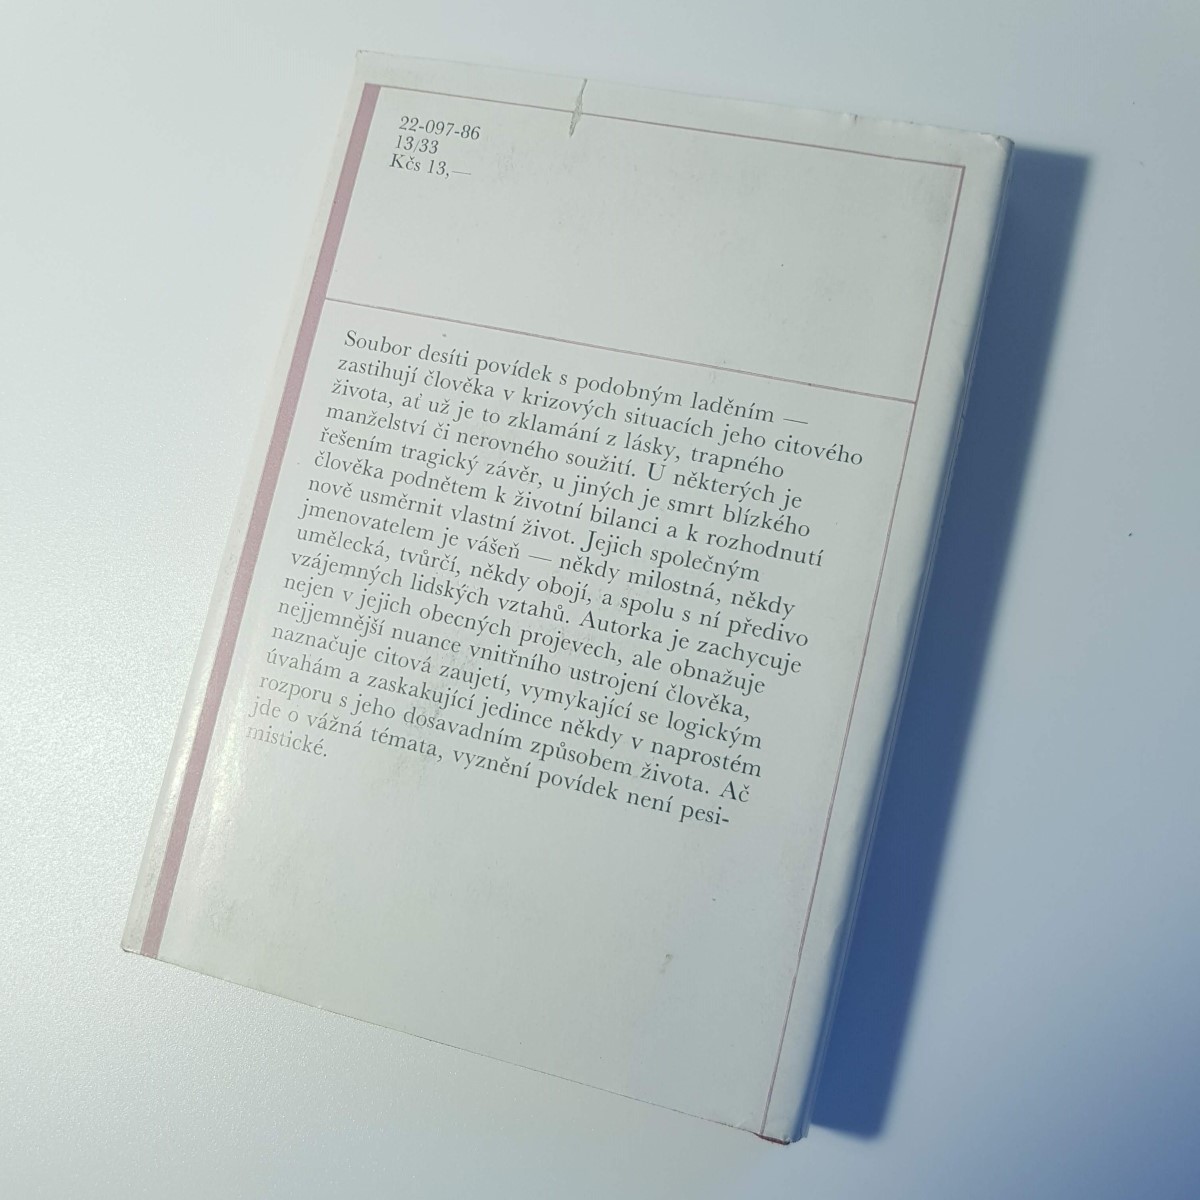 22-097-86
13/33
Kčs 13,—
Soubor desíti povídek s podobným laděním —
zastihují člověka v krizových situacích jeho citového
života, ať už je to zklamání z lásky, trapného
manželství či nerovného soužití. U některých je
řešením tragický závěr, u jiných je smrt blízkého
člověka podnětem k životní bilanci a k rozhodnutí
nově usměrnit vlastní život. Jejich společným
jmenovatelem je vášeň — někdy milostná, někdy
umělecká, tvůrčí, někdy obojí, a spolu s ní předivo
vzájemných lidských vztahů. Autorka je zachycuje
nejen v jejich obecných projevech, ale obnažuje
nejjemnější nuance vnitřního ustrojení člověka,
naznačuje citová zaujetí, vymykající se logickým
úvahám a zaskakující jedince někdy v naprostém
rozporu s jeho dosavadním způsobem života. Ač
jde o vážná témata, vyznění povídek není pesi-
mistické.